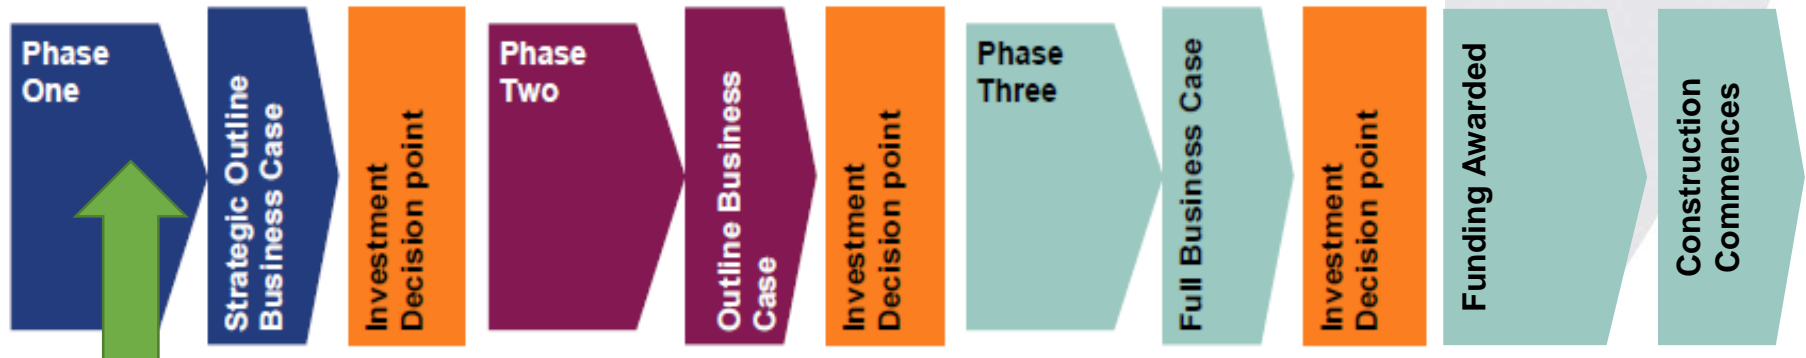 Phase
One
Strategic Outline
Business Case
Investment
Decision point
Phase
Two
Outline Business
Case
Investment
Decision point
Phase
Three
Full Business Case
Investment
Decision point
Funding Awarded
Construction
Commences